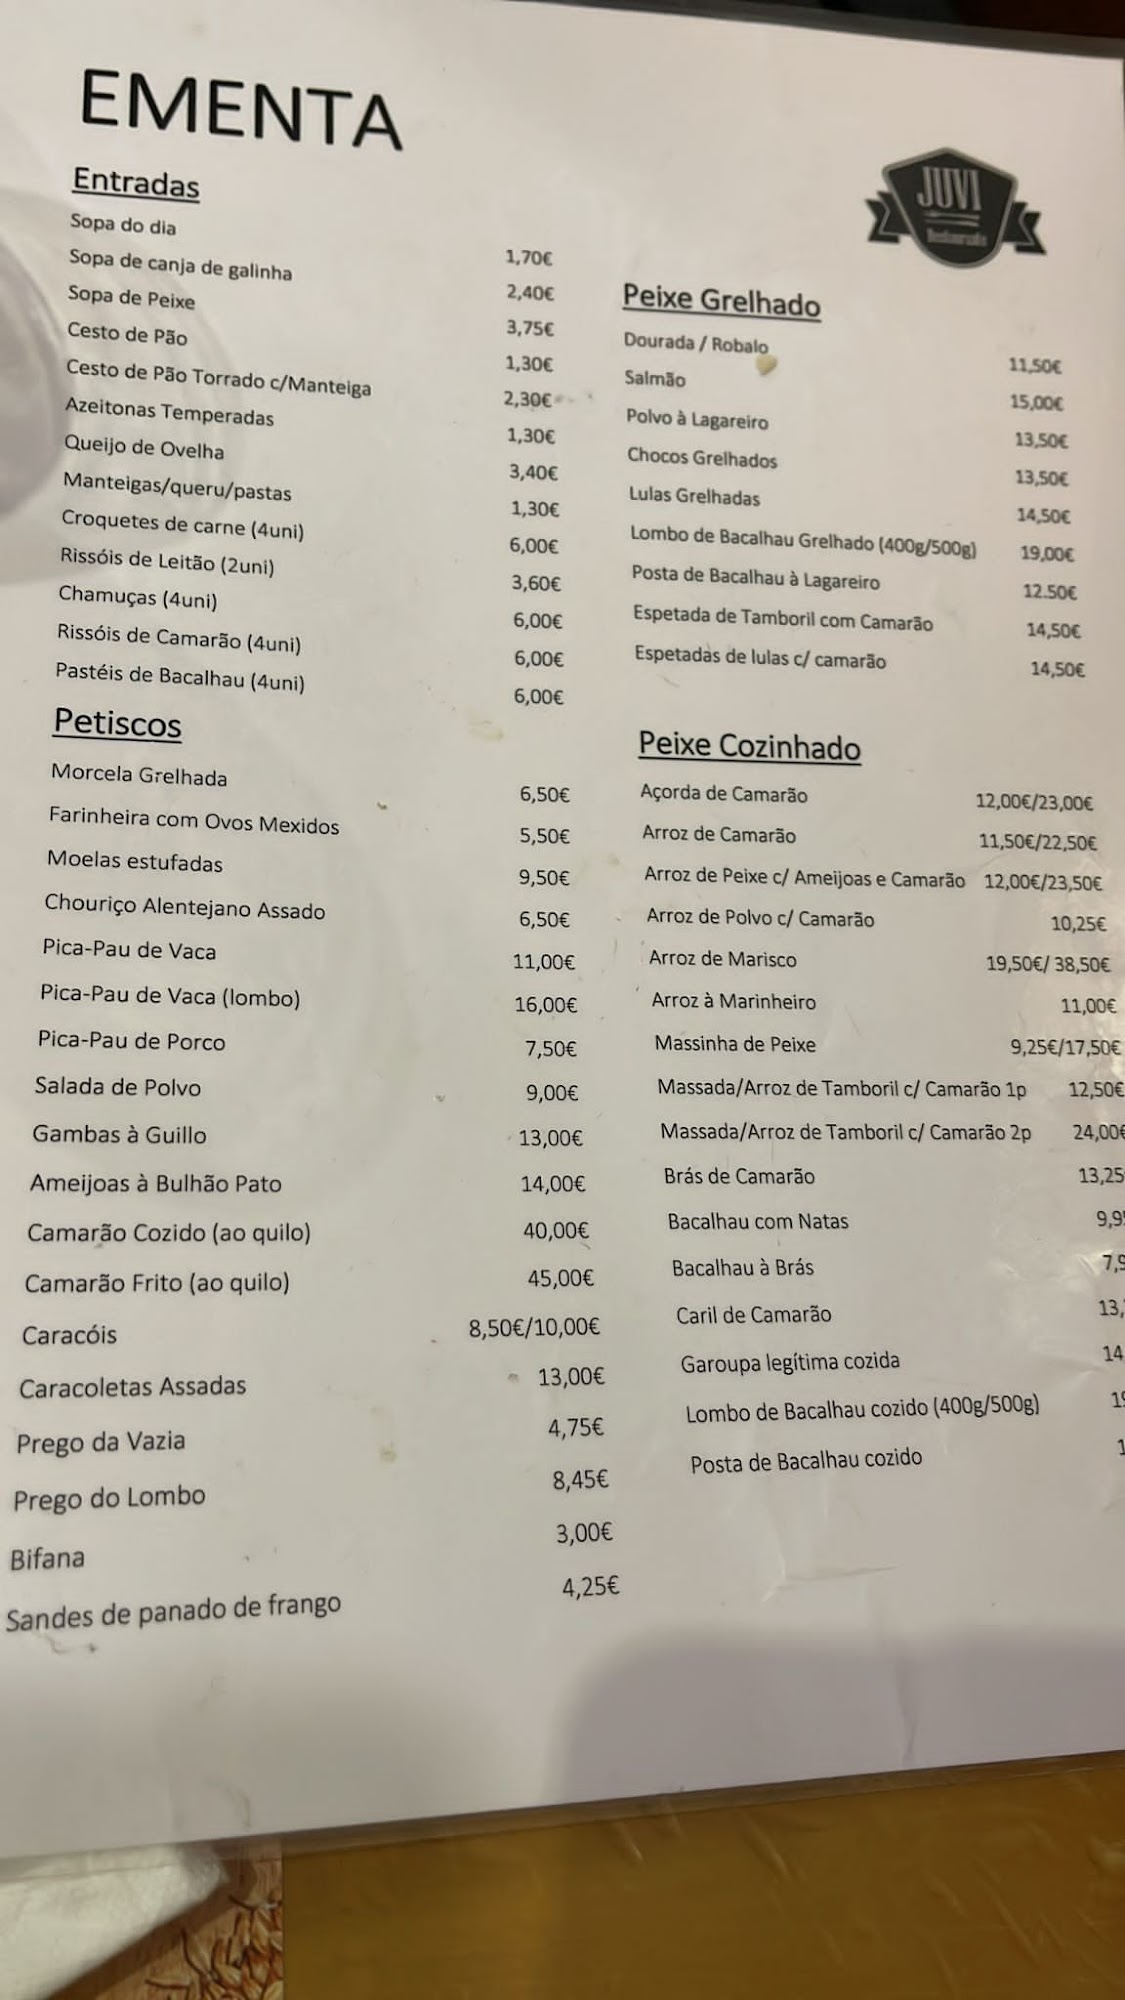 EMENTA
JUVI
Restaurante
Entradas
Sopa do dia 1,70€
Sopa de canja de galinha 2,40€
Sopa de Peixe 3,75€
Cesto de Pão 1,30€
Cesto de Pão Torrado c/Manteiga 2,30€
Azeitonas Temperadas 1,30€
Queijo de Ovelha 3,40€
Manteigas/queru/pastas 1,30€
Croquetes de carne (4uni) 6,00€
Rissóis de Leitão (2uni) 3,60€
Chamuças (4uni) 6,00€
Rissóis de Camarão (4uni) 6,00€
Pastéis de Bacalhau (4uni) 6,00€
Petiscos
Morcela Grelhada 6,50€
Farinheira com Ovos Mexidos 5,50€
Moelas estufadas 9,50€
Chouriço Alentejano Assado 6,50€
Pica-Pau de Vaca 11,00€
Pica-Pau de Vaca (lombo) 16,00€
Pica-Pau de Porco 7,50€
Salada de Polvo 9,00€
Gambas à Guillo 13,00€
Ameijoas à Bulhão Pato 14,00€
Camarão Cozido (ao quilo) 40,00€
Camarão Frito (ao quilo) 45,00€
Caracóis 8,50€/10,00€
Caracoletas Assadas 13,00€
Prego da Vazia 4,75€
Prego do Lombo 8,45€
Bifana 3,00€
Sandes de panado de frango 4,25€
Peixe Grelhado
Dourada / Robalo 11,50€
Salmão 15,00€
Polvo à Lagareiro 13,50€
Chocos Grelhados 13,50€
Lulas Grelhadas 14,50€
Lombo de Bacalhau Grelhado (400g/500g) 19,00€
Posta de Bacalhau à Lagareiro 12.50€
Espetada de Tamboril com Camarão 14,50€
Espetadas de lulas c/ camarão 14,50€
Peixe Cozinhado
Açorda de Camarão 12,00€/23,00€
Arroz de Camarão 11,50€/22,50€
Arroz de Peixe c/ Ameijoas e Camarão 12,00€/23,50€
Arroz de Polvo c/ Camarão 10,25€
Arroz de Marisco 19,50€/ 38,50€
Arroz à Marinheiro 11,00€
Massinha de Peixe 9,25€/17,50€
Massada/Arroz de Tamboril c/ Camarão 1p 12,50€
Massada/Arroz de Tamboril c/ Camarão 2p 24,00€
Brás de Camarão 13,25
Bacalhau com Natas 9,9
Bacalhau à Brás 7,9
Caril de Camarão 13,
Garoupa legítima cozida 14
Lombo de Bacalhau cozido (400g/500g) 19
Posta de Bacalhau cozido 1